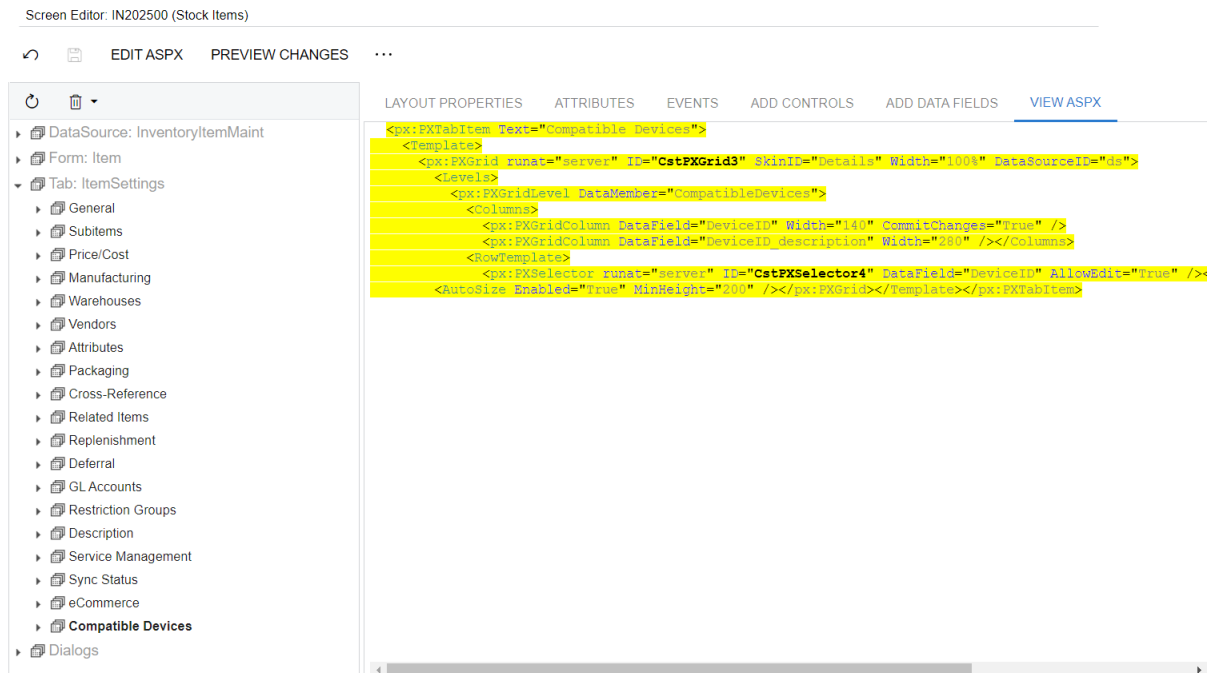 Screen Editor: IN202500 (Stock Items)
EDIT ASPX PREVIEW CHANGES ...
DataSource: InventoryItemMaint
Form: Item
Tab: ItemSettings
General
Subitems
Price/Cost
Manufacturing
Warehouses
Vendors
Attributes
Packaging
Cross-Reference
Related Items
Replenishment
Deferral
GL Accounts
Restriction Groups
Description
Service Management
Sync Status
eCommerce
Compatible Devices
Dialogs
LAYOUT PROPERTIES ATTRIBUTES EVENTS ADD CONTROLS ADD DATA FIELDS VIEW ASPX
<px:PXTabItem Text="Compatible Devices">
<Template>
<px:PXGrid runat="server" ID="CstPXGrid3" SkinID="Details" Width="100%" DataSourceID="ds">
<Levels>
<px:PXGridLevel DataMember="CompatibleDevices">
<Columns>
<px:PXGridColumn DataField="DeviceID" Width="140" CommitChanges="True" />
<px:PXGridColumn DataField="DeviceID_description" Width="280" /></Columns>
<RowTemplate>
<px:PXSelector runat="server" ID="CstPXSelector4" DataField="DeviceID" AllowEdit="True" /><
<AutoSize Enabled="True" MinHeight="200" /></px:PXGrid></Template></px:PXTabItem>